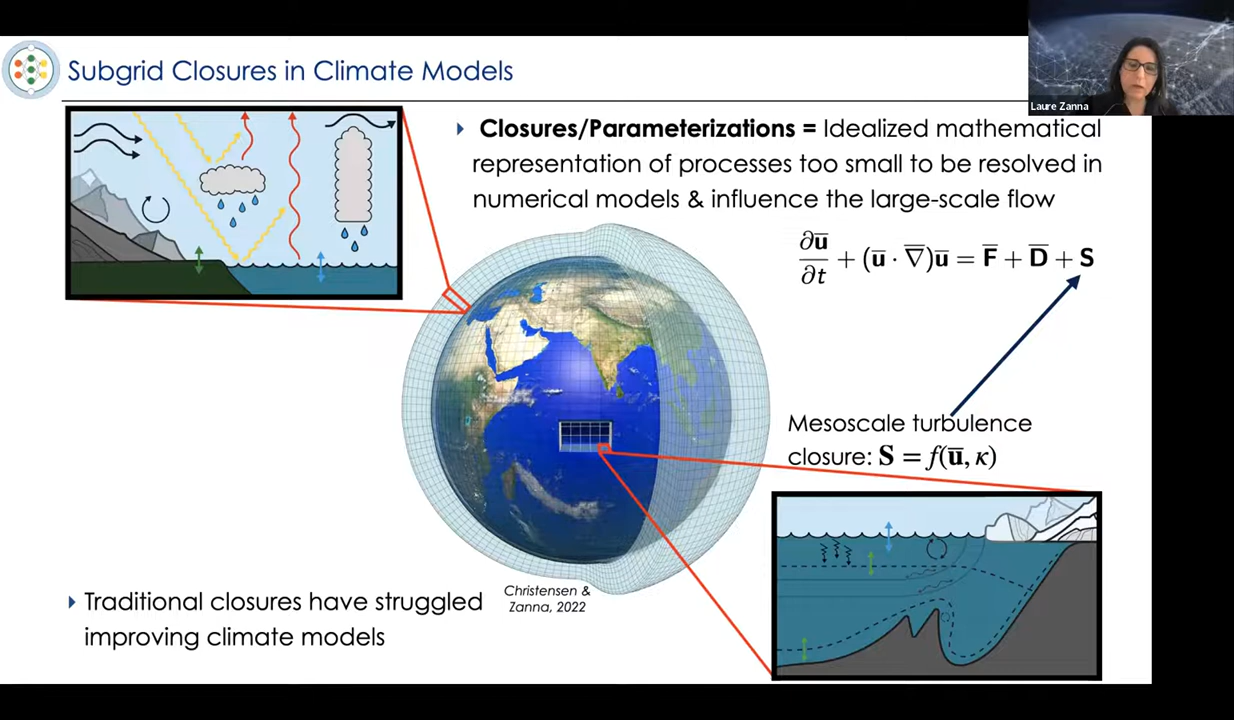 Subgrid Closures in Climate Models
Laure Zanna
‣ Closures/Parameterizations = Idealized mathematical
representation of processes too small to be resolved in
numerical models & influence the large-scale flow
∂u̅/∂t + (u̅ · ∇̅)u̅ = F̅ + D̅ + S
Mesoscale turbulence
closure: S = f(u̅, κ)
Christensen &
Zanna, 2022
‣ Traditional closures have struggled
improving climate models